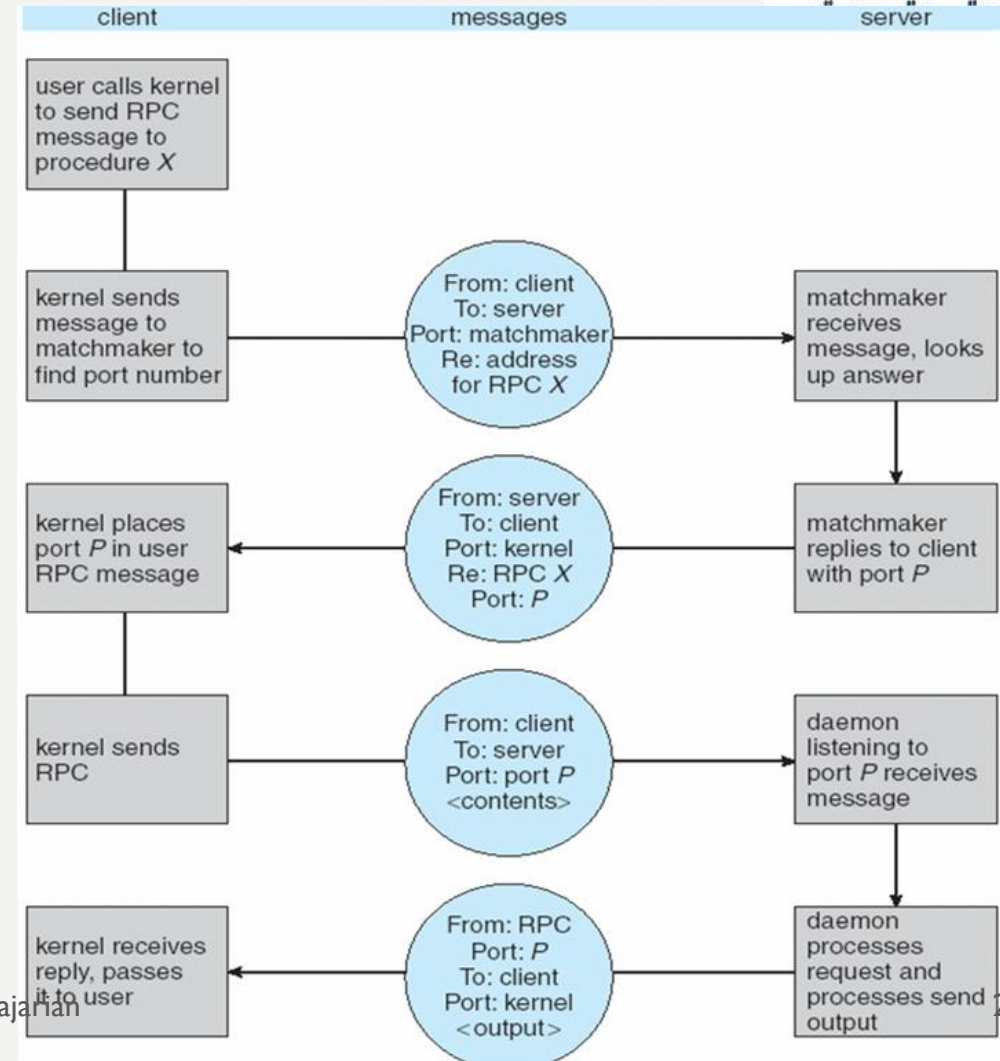 client
messages
server
user calls kernel
to send RPC
message to
procedure X
kernel sends
message to
matchmaker to
find port number
From: client
To: server
Port: matchmaker
Re: address
for RPC X
matchmaker
receives
message, looks
up answer
kernel places
port P in user
RPC message
From: server
To: client
Port: kernel
Re: RPC X
Port: P
matchmaker
replies to client
with port P
kernel sends
RPC
From: client
To: server
Port: port P
<contents>
daemon
listening to
port P receives
message
kernel receives
reply, passes
it to user
From: RPC
Port: P
To: client
Port: kernel
<output>
daemon
processes
request and
processes send
output
ajarian
2